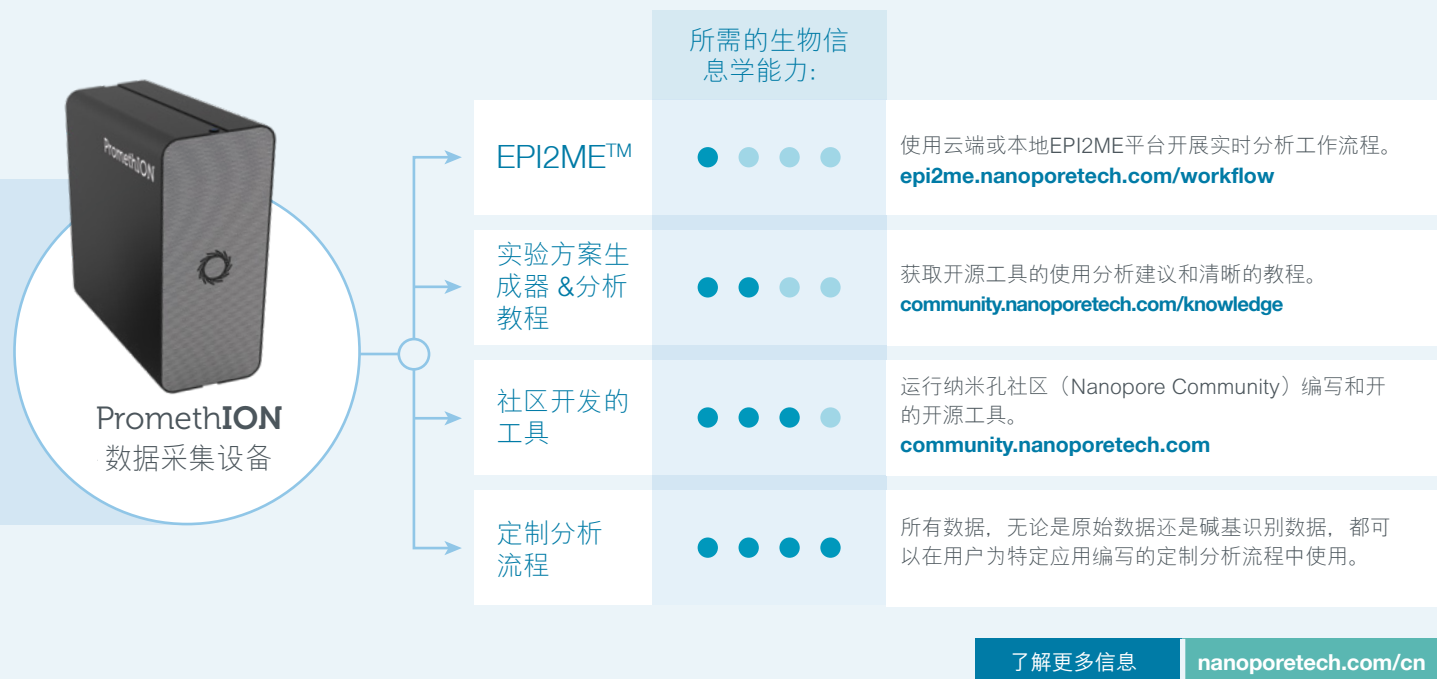 所需的生物信
息学能力:
PromethION
PromethION
数据采集设备
EPI2ME™
使用云端或本地EPI2ME平台开展实时分析工作流程。
epi2me.nanoporetech.com/workflow
实验方案生
成器 &分析
教程
获取开源工具的使用分析建议和清晰的教程。
community.nanoporetech.com/knowledge
社区开发的
工具
运行纳米孔社区（Nanopore Community）编写和开
的开源工具。
community.nanoporetech.com
定制分析
流程
所有数据，无论是原始数据还是碱基识别数据，都可
以在用户为特定应用编写的定制分析流程中使用。
了解更多信息
nanoporetech.com/cn